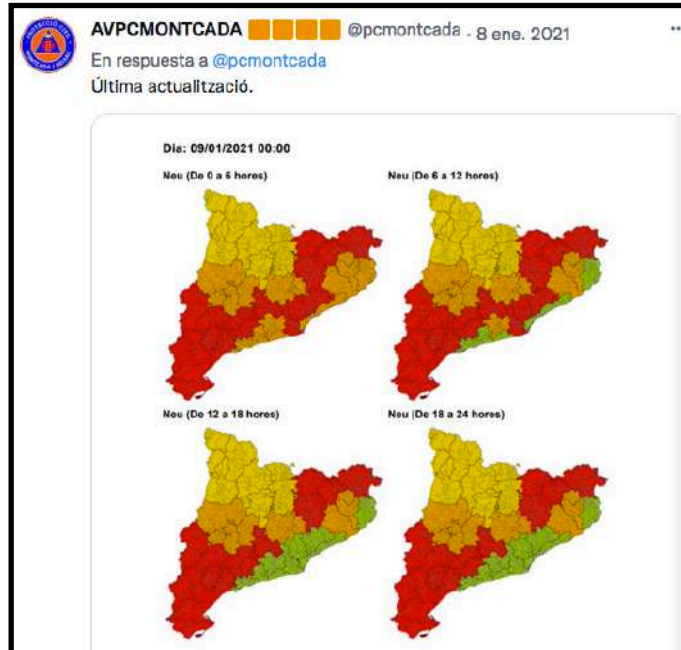 AVPCMONTCADA 🟧🟧🟧🟧 @pcmontcada · 8 ene. 2021
En respuesta a @pcmontcada
Última actualització.
Dia: 09/01/2021 00:00
Neu (De 0 a 6 hores)
Neu (De 6 a 12 hores)
Neu (De 12 a 18 hores)
Neu (De 18 a 24 hores)